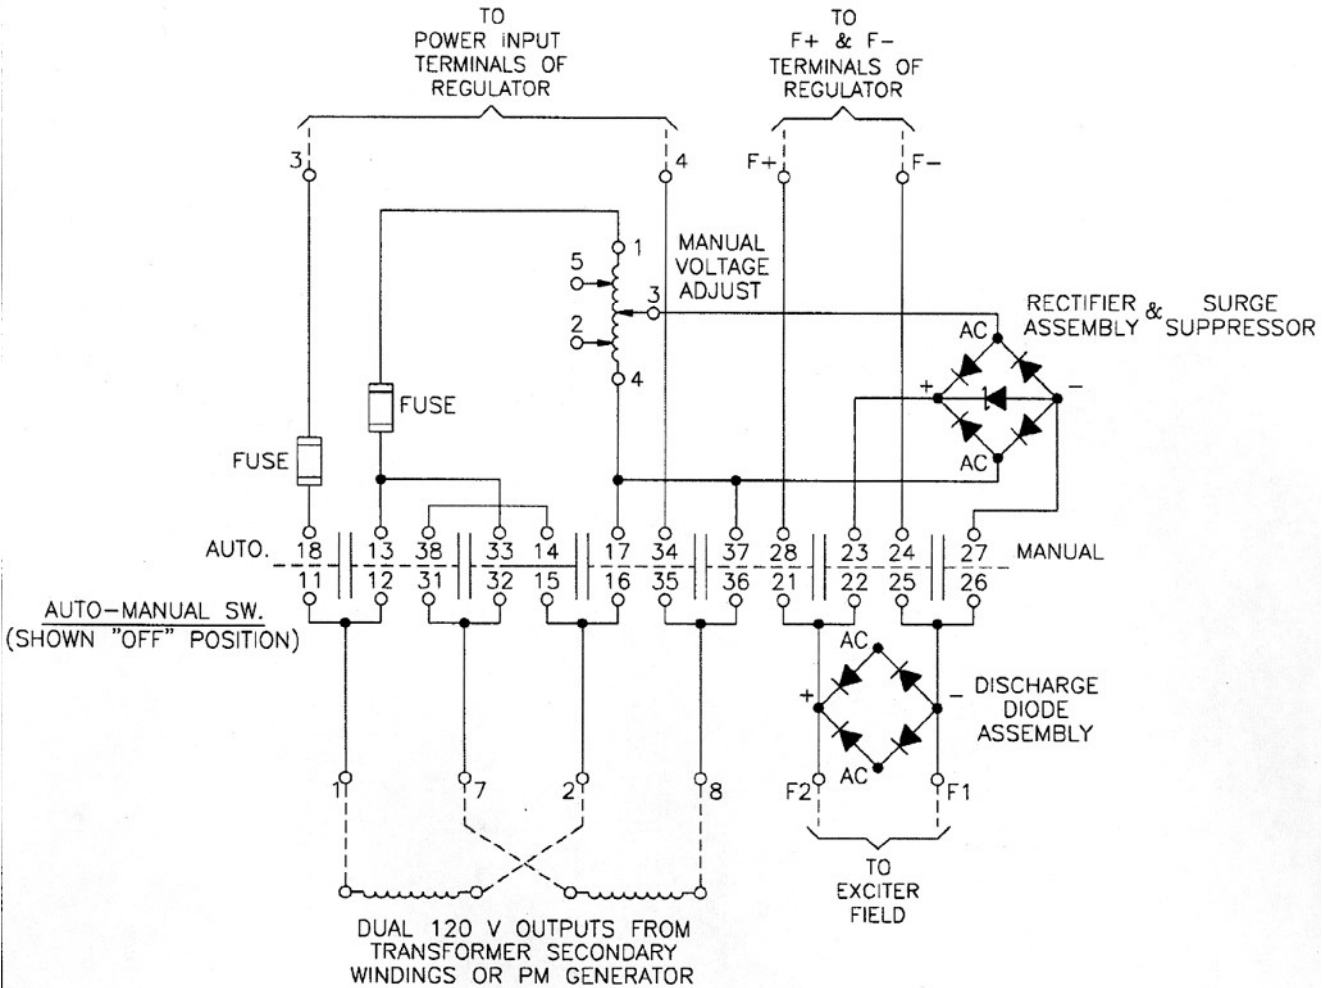 TO
POWER INPUT
TERMINALS OF
REGULATOR
TO
F+ & F-
TERMINALS OF
REGULATOR
3
4
F+
F-
1
5
3
2
4
MANUAL
VOLTAGE
ADJUST
RECTIFIER & SURGE
ASSEMBLY SUPPRESSOR
AC
+
-
AC
FUSE
FUSE
AUTO. 18 13 38 33 14 17 34 37 28 23 24 27 MANUAL
11 12 31 32 15 16 35 36 21 22 25 26
AUTO-MANUAL SW.
(SHOWN "OFF" POSITION)
AC
+
-
AC
DISCHARGE
DIODE
ASSEMBLY
1 7 2 8 F2 F1
TO
EXCITER
FIELD
DUAL 120 V OUTPUTS FROM
TRANSFORMER SECONDARY
WINDINGS OR PM GENERATOR